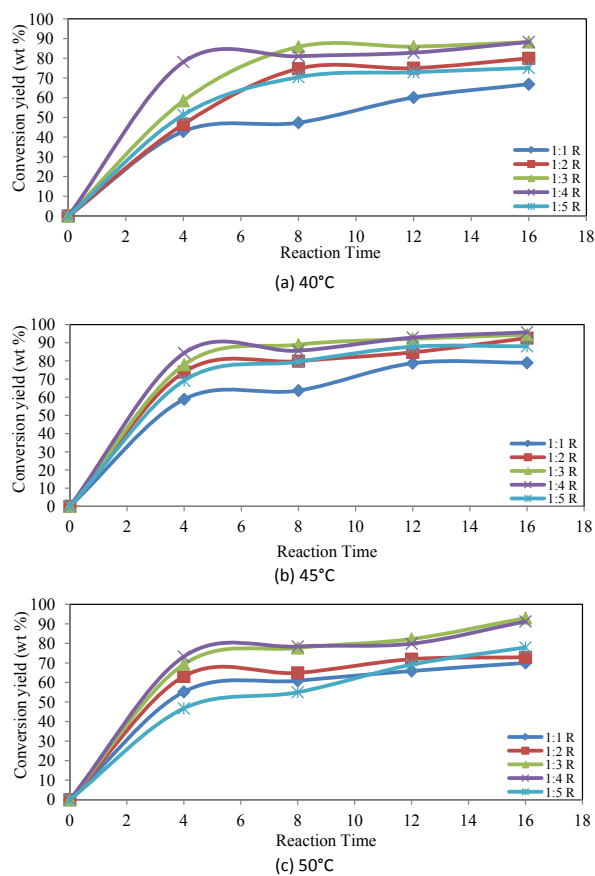 Conversion yield (wt %)
100
90
80
70
60
50
40
30
20
10
0
0 2 4 6 8 10 12 14 16 18
Reaction Time
1:1 R
1:2 R
1:3 R
1:4 R
1:5 R
(a) 40°C
Conversion yield (wt %)
100
90
80
70
60
50
40
30
20
10
0
0 2 4 6 8 10 12 14 16 18
Reaction Time
1:1 R
1:2 R
1:3 R
1:4 R
1:5 R
(b) 45°C
Conversion yield (wt %)
100
90
80
70
60
50
40
30
20
10
0
0 2 4 6 8 10 12 14 16 18
Reaction Time
1:1 R
1:2 R
1:3 R
1:4 R
1:5 R
(c) 50°C